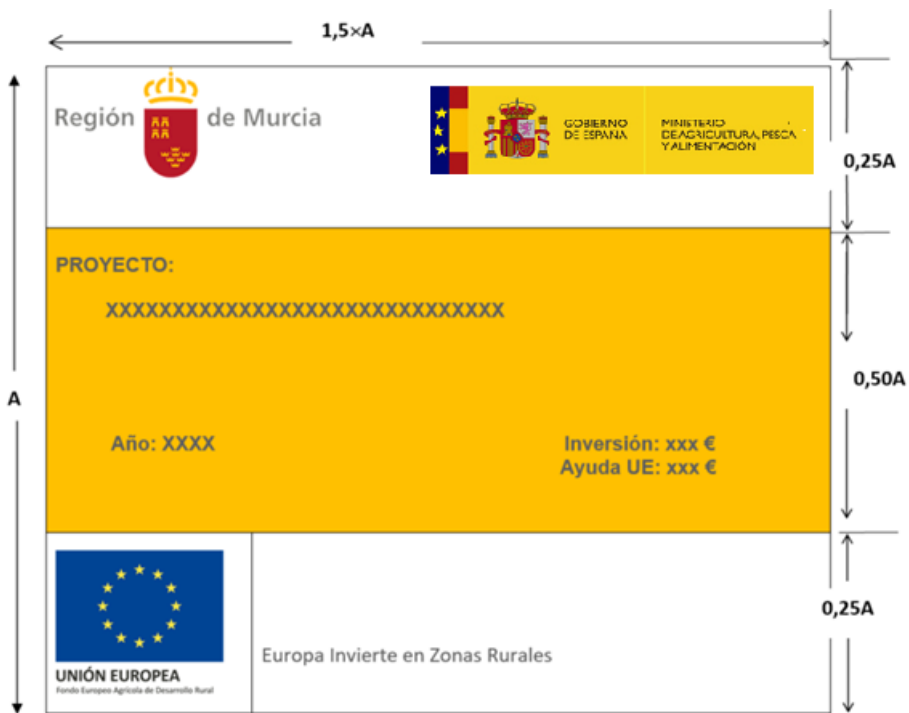 1,5×A
Región de Murcia
GOBIERNO
DE ESPAÑA
MINISTERIO
DE AGRICULTURA, PESCA
Y ALIMENTACIÓN
0,25A
PROYECTO:
XXXXXXXXXXXXXXXXXXXXXXXXXXXXXX
0,50A
A
Año: XXXX
Inversión: xxx €
Ayuda UE: xxx €
0,25A
Europa Invierte en Zonas Rurales
UNIÓN EUROPEA
Fondo Europeo Agrícola de Desarrollo Rural